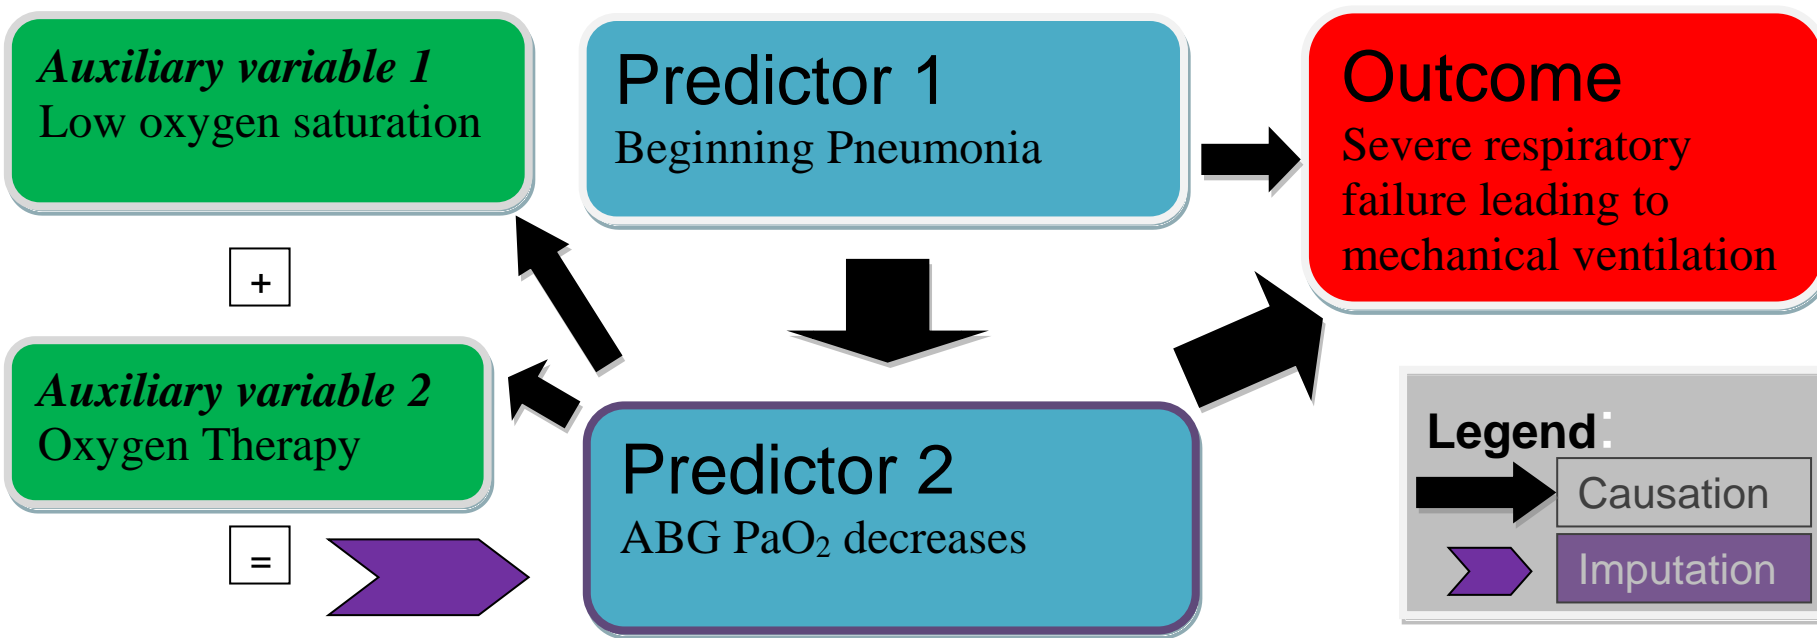 Auxiliary variable 1
Low oxygen saturation
+
Auxiliary variable 2
Oxygen Therapy
=
Predictor 1
Beginning Pneumonia
Predictor 2
ABG PaO₂ decreases
Outcome
Severe respiratory
failure leading to
mechanical ventilation
Legend:
Causation
Imputation